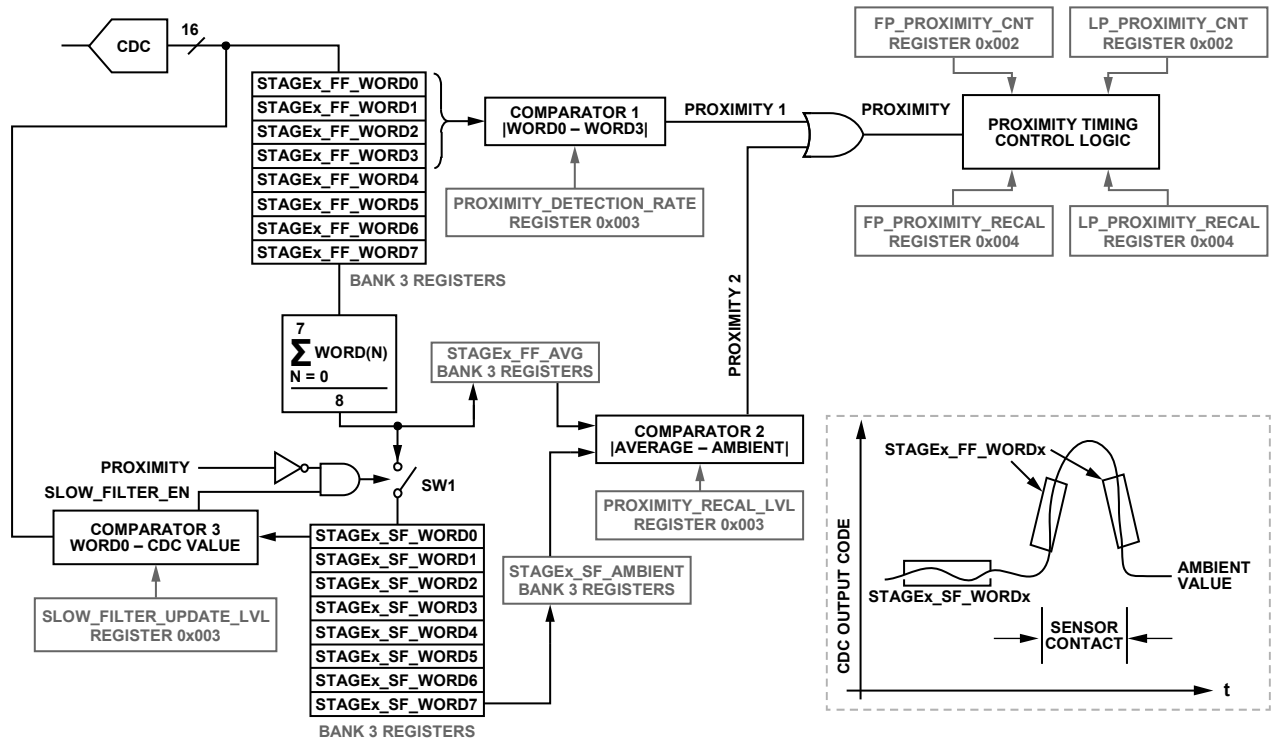 16
CDC
STAGEx_FF_WORD0
STAGEx_FF_WORD1
STAGEx_FF_WORD2
STAGEx_FF_WORD3
STAGEx_FF_WORD4
STAGEx_FF_WORD5
STAGEx_FF_WORD6
STAGEx_FF_WORD7
BANK 3 REGISTERS
COMPARATOR 1
|WORD0 – WORD3|
PROXIMITY_DETECTION_RATE
REGISTER 0x003
PROXIMITY 1
PROXIMITY
FP_PROXIMITY_CNT
REGISTER 0x002
LP_PROXIMITY_CNT
REGISTER 0x002
PROXIMITY TIMING
CONTROL LOGIC
FP_PROXIMITY_RECAL
REGISTER 0x004
LP_PROXIMITY_RECAL
REGISTER 0x004
7
Σ WORD(N)
N = 0
8
STAGEx_FF_AVG
BANK 3 REGISTERS
PROXIMITY 2
COMPARATOR 2
|AVERAGE – AMBIENT|
PROXIMITY_RECAL_LVL
REGISTER 0x003
PROXIMITY
SLOW_FILTER_EN
SW1
COMPARATOR 3
WORD0 – CDC VALUE
SLOW_FILTER_UPDATE_LVL
REGISTER 0x003
STAGEx_SF_WORD0
STAGEx_SF_WORD1
STAGEx_SF_WORD2
STAGEx_SF_WORD3
STAGEx_SF_WORD4
STAGEx_SF_WORD5
STAGEx_SF_WORD6
STAGEx_SF_WORD7
BANK 3 REGISTERS
STAGEx_SF_AMBIENT
BANK 3 REGISTERS
CDC OUTPUT CODE
STAGEx_FF_WORDx
STAGEx_SF_WORDx
AMBIENT
VALUE
SENSOR
CONTACT
t